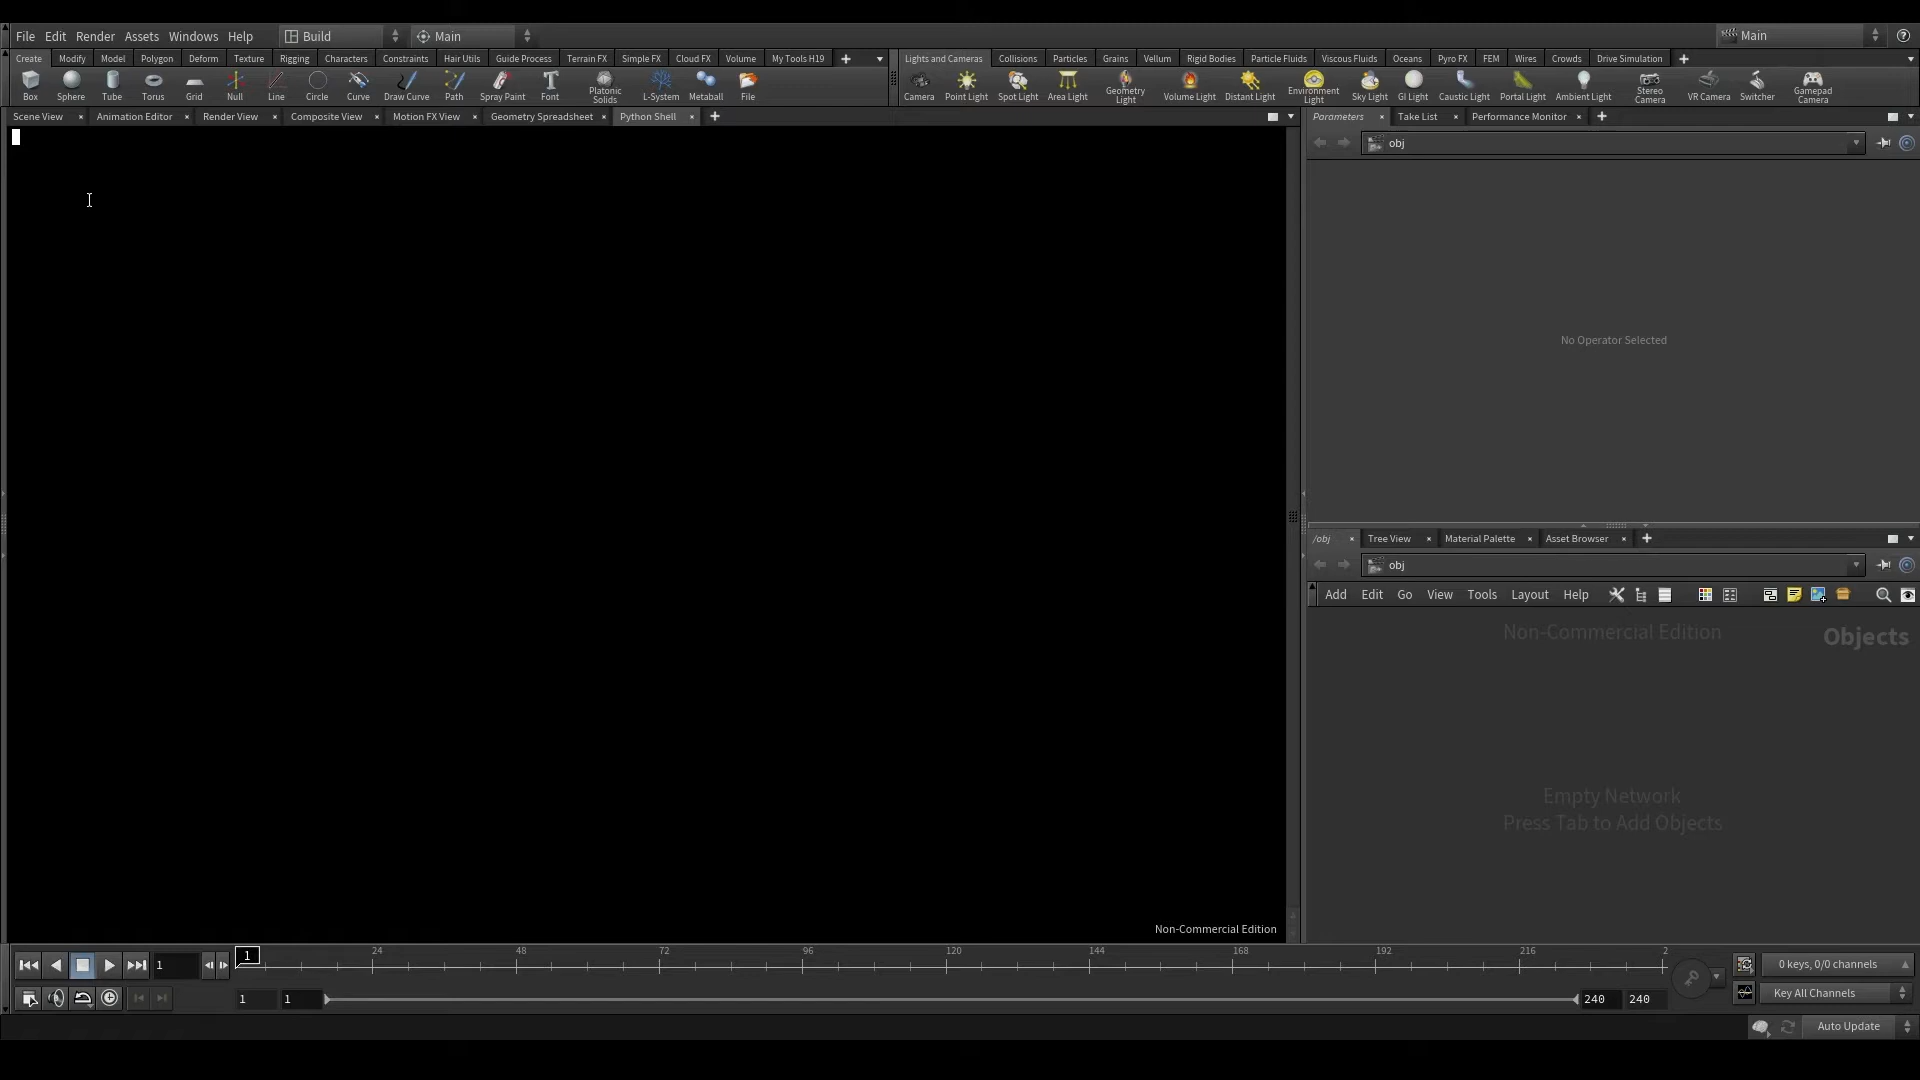 File Edit Render Assets Windows Help Build Main Main
Create Modify Model Polygon Deform Texture Rigging Characters Constraints Hair Utils Guide Process Terrain FX Simple FX Cloud FX Volume My Tools H19
Lights and Cameras Collisions Particles Grains Vellum Rigid Bodies Particle Fluids Viscous Fluids Oceans Pyro FX FEM Wires Crowds Drive Simulation
Box Sphere Tube Torus Grid Null Line Circle Curve Draw Curve Path Spray Paint Font Platonic Solids L-System Metaball File
Camera Point Light Spot Light Area Light Geometry Light Volume Light Distant Light Environment Light Sky Light GI Light Caustic Light Portal Light Ambient Light Stereo Camera VR Camera Switcher Gamepad Camera
Scene View Animation Editor Render View Composite View Motion FX View Geometry Spreadsheet Python Shell
Parameters Take List Performance Monitor
obj
No Operator Selected
/obj Tree View Material Palette Asset Browser
obj
Add Edit Go View Tools Layout Help
Non-Commercial Edition Objects
Empty Network
Press Tab to Add Objects
Non-Commercial Edition
1 1 24 48 72 96 120 144 168 192 216 2
0 keys, 0/0 channels
1 1 240 240
Key All Channels
Auto Update